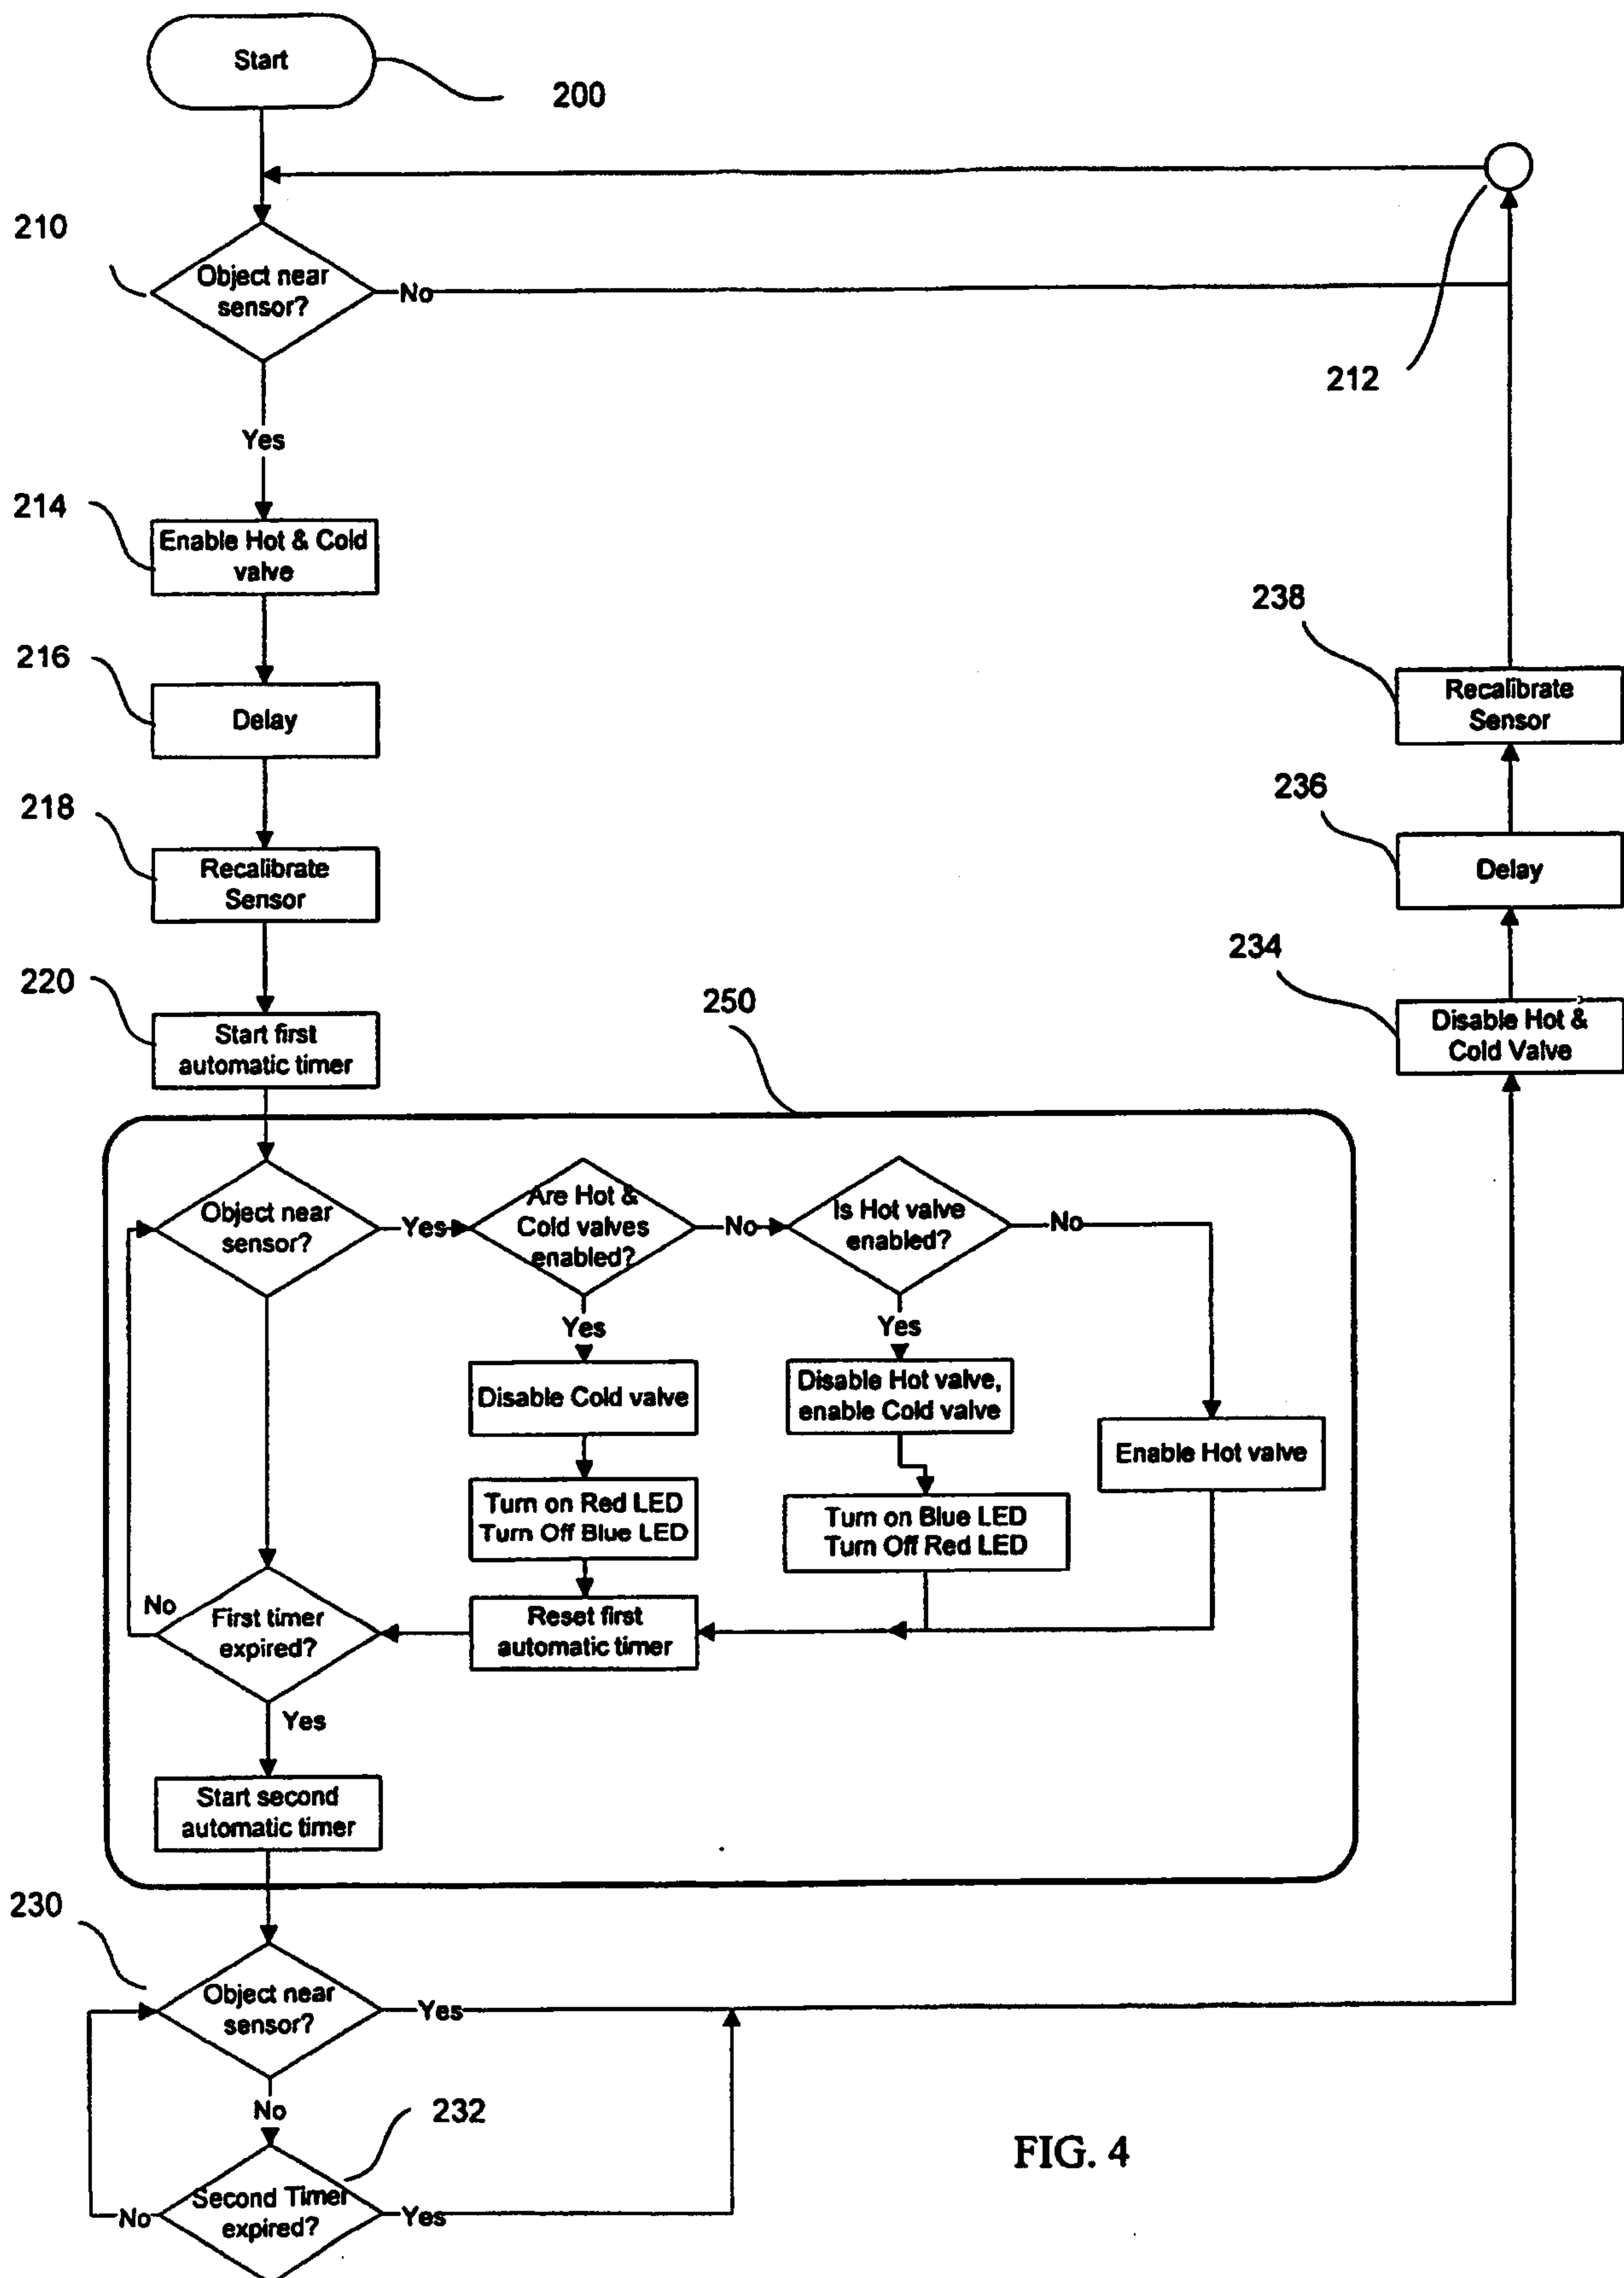 Start
200
210
Object near
sensor?
No
212
Yes
214
Enable Hot & Cold
valve
238
Recalibrate
Sensor
216
Delay
236
Delay
218
Recalibrate
Sensor
234
Disable Hot &
Cold Valve
220
Start first
automatic timer
250
Object near
sensor?
Yes
Are Hot &
Cold valves
enabled?
No
Is Hot valve
enabled?
No
Yes
Yes
Disable Cold valve
Disable Hot valve,
enable Cold valve
Enable Hot valve
Turn on Red LED
Turn Off Blue LED
Turn on Blue LED
Turn Off Red LED
No
First timer
expired?
Reset first
automatic timer
Yes
Start second
automatic timer
230
Object near
sensor?
Yes
No
232
Second Timer
expired?
No
Yes
FIG. 4